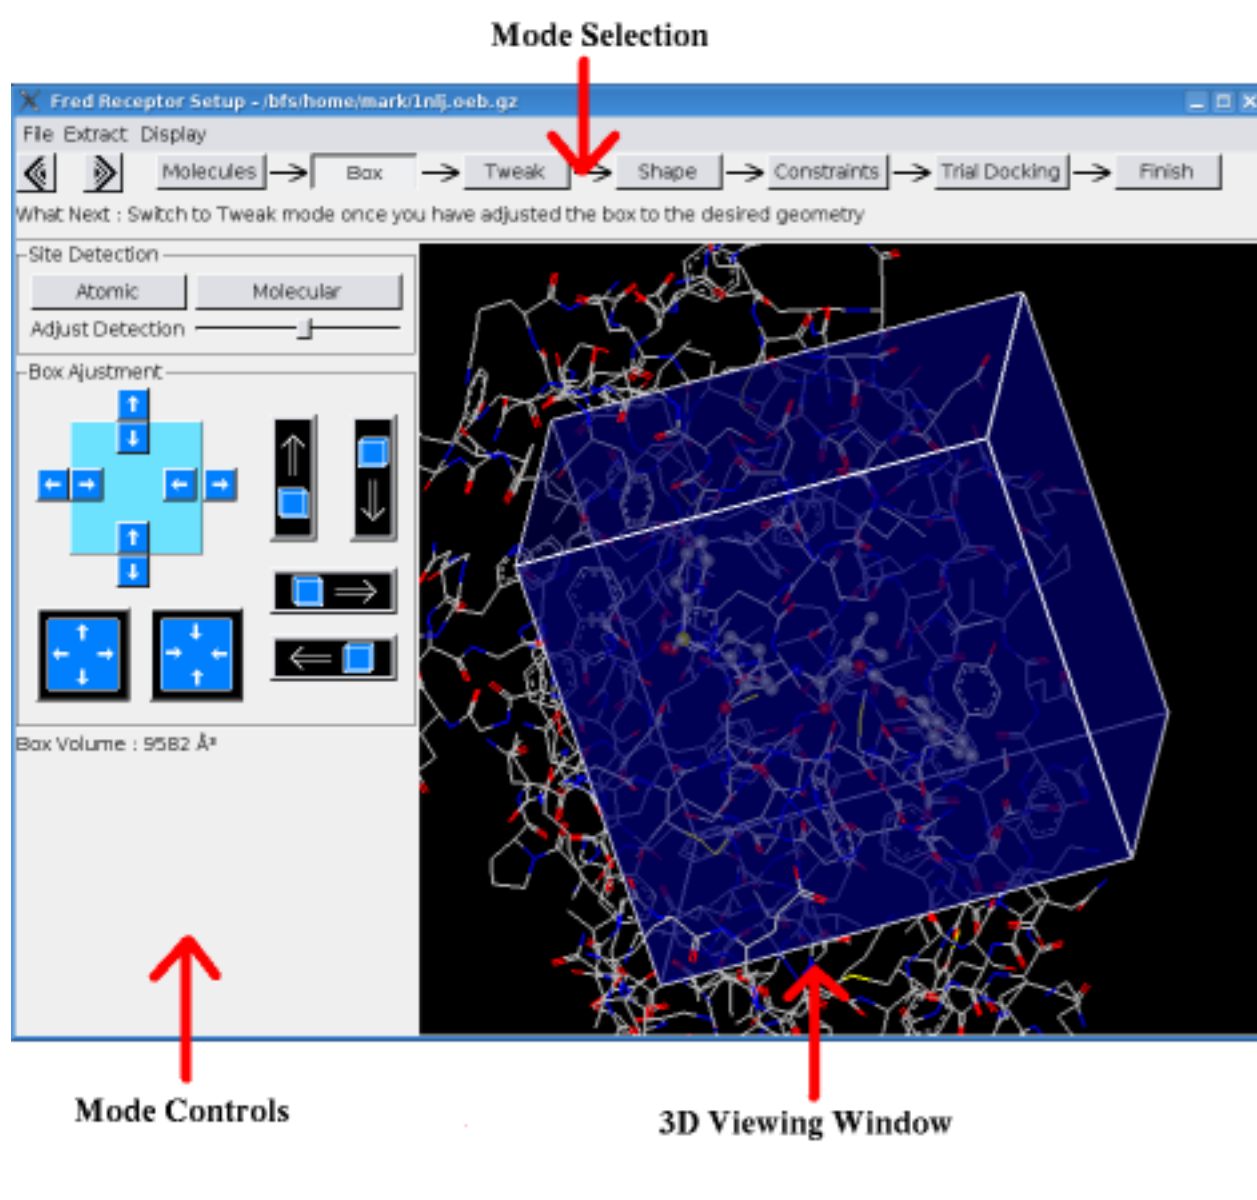 Mode Selection
Fred Receptor Setup - /bfs/home/mark/1nlj.oeb.gz
File Extract Display
Molecules Box Tweak Shape Constraints Trial Docking Finish
What Next : Switch to Tweak mode once you have adjusted the box to the desired geometry
Site Detection
Atomic Molecular
Adjust Detection
Box Ajustment
Box Volume : 9582 Å³
Mode Controls
3D Viewing Window